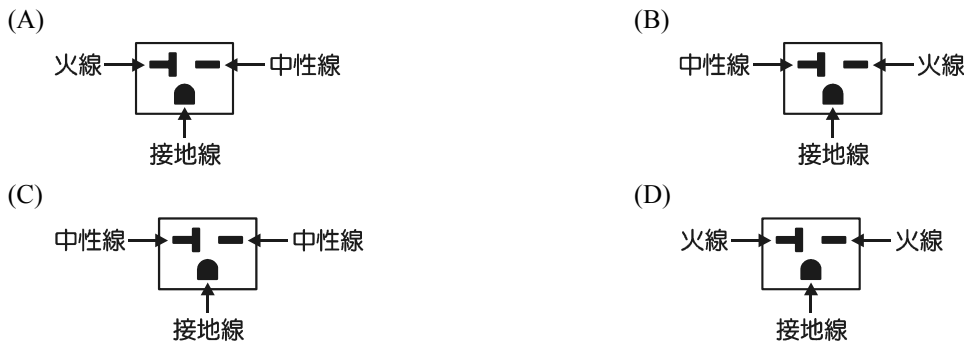 (A)
火線 中性線
接地線
(B)
中性線 火線
接地線
(C)
中性線 中性線
接地線
(D)
火線 火線
接地線